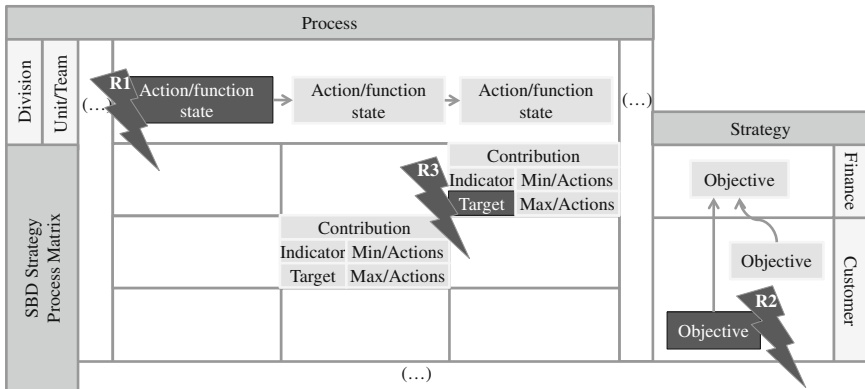 Process
Division
Unit/Team
(…)
R1
Action/function
state
Action/function
state
Action/function
state
(…)
Strategy
SBD Strategy
Process Matrix
R3
Contribution
Indicator Min/Actions
Target Max/Actions
Contribution
Indicator Min/Actions
Target Max/Actions
Objective
Finance
Objective
Customer
Objective
R2
(…)